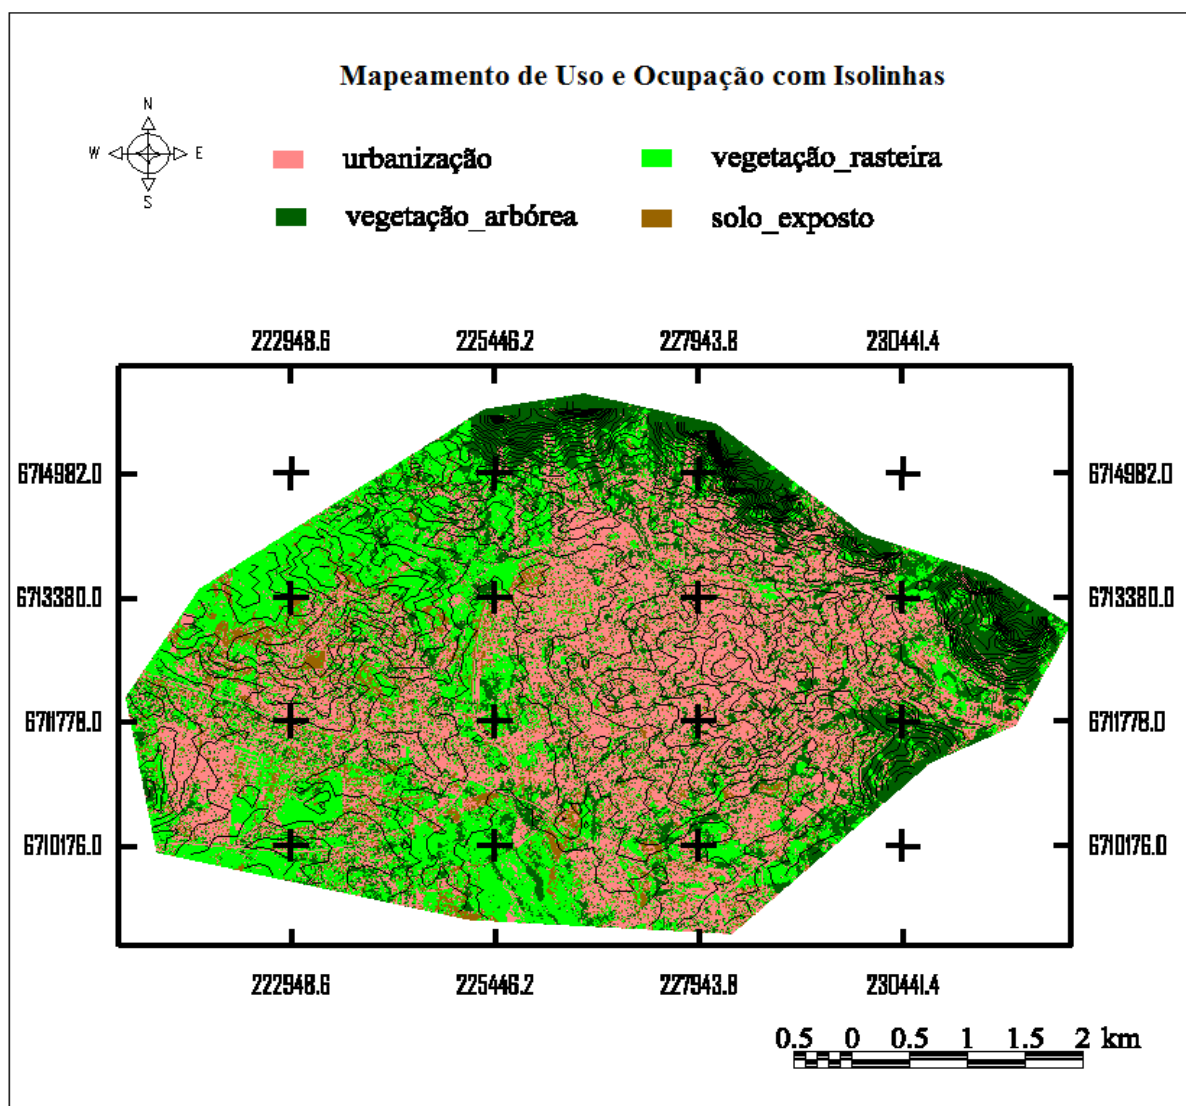 Mapeamento de Uso e Ocupação com Isolinhas
N
W E
S
urbanização vegetação_rasteira
vegetação_arbórea solo_exposto
222948.6 225446.2 227943.8 230441.4
6714982.0 6714982.0
6713380.0 6713380.0
6711778.0 6711778.0
6710176.0 6710176.0
222948.6 225446.2 227943.8 230441.4
0.5 0 0.5 1 1.5 2 km